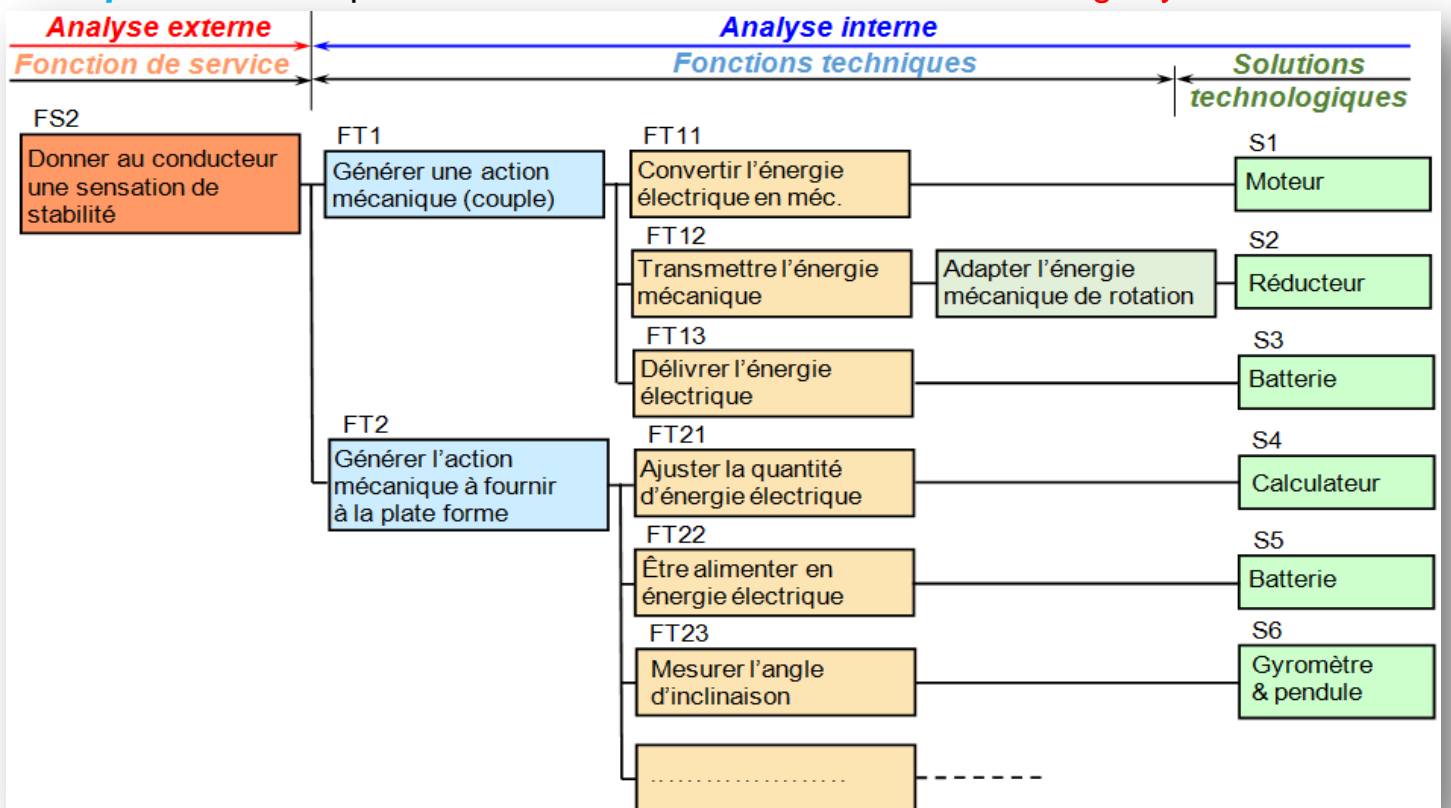 Analyse externe
Analyse interne
Fonction de service
Fonctions techniques
Solutions
technologiques
FS2
Donner au conducteur
une sensation de
stabilité
FT1
Générer une action
mécanique (couple)
FT11
Convertir l’énergie
électrique en méc.
S1
Moteur
FT12
Transmettre l’énergie
mécanique
Adapter l’énergie
mécanique de rotation
S2
Réducteur
FT13
Délivrer l’énergie
électrique
S3
Batterie
FT2
Générer l’action
mécanique à fournir
à la plate forme
FT21
Ajuster la quantité
d’énergie électrique
S4
Calculateur
FT22
Être alimenter en
énergie électrique
S5
Batterie
FT23
Mesurer l’angle
d’inclinaison
S6
Gyromètre
& pendule
.....................